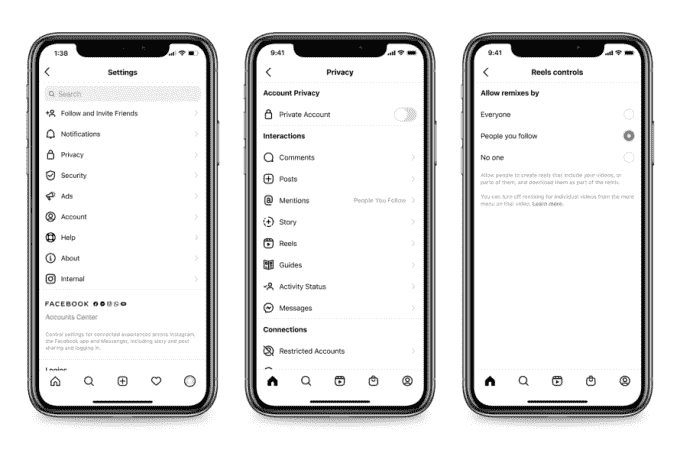 1:38
Settings
Search
Follow and Invite Friends
Notifications
Privacy
Security
Ads
Account
Help
About
Internal
FACEBOOK
Accounts Center
Control settings for connected experiences across Instagram,
the Facebook app and Messenger, including story and post
sharing and logging in.
Logins
9:41
Privacy
Account Privacy
Private Account
Interactions
Comments
Posts
Mentions People You Follow
Story
Reels
Guides
Activity Status
Messages
Connections
Restricted Accounts
9:41
Reels controls
Allow remixes by
Everyone
People you follow
No one
Allow people to create reels that include your videos, or
parts of them, and download them as part of the remix.
You can turn off remixing for individual videos from the more
menu on that video. Learn more.